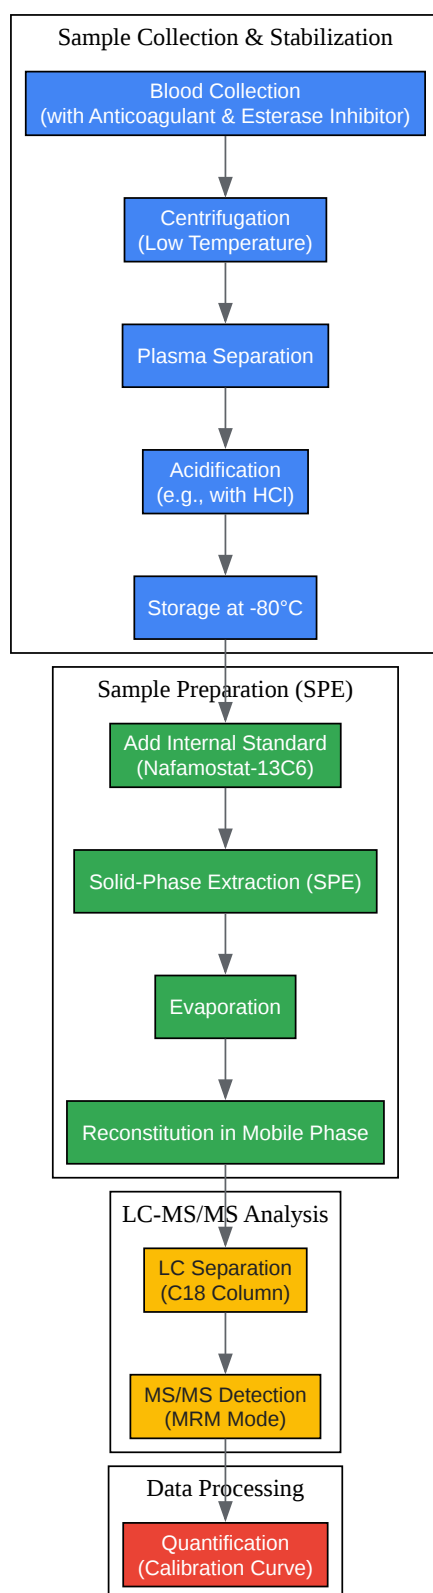 Sample Collection & Stabilization
Blood Collection
(with Anticoagulant & Esterase Inhibitor)
Centrifugation
(Low Temperature)
Plasma Separation
Acidification
(e.g., with HCl)
Storage at -80°C
Sample Preparation (SPE)
Add Internal Standard
(Nafamostat-13C6)
Solid-Phase Extraction (SPE)
Evaporation
Reconstitution in Mobile Phase
LC-MS/MS Analysis
LC Separation
(C18 Column)
MS/MS Detection
(MRM Mode)
Data Processing
Quantification
(Calibration Curve)